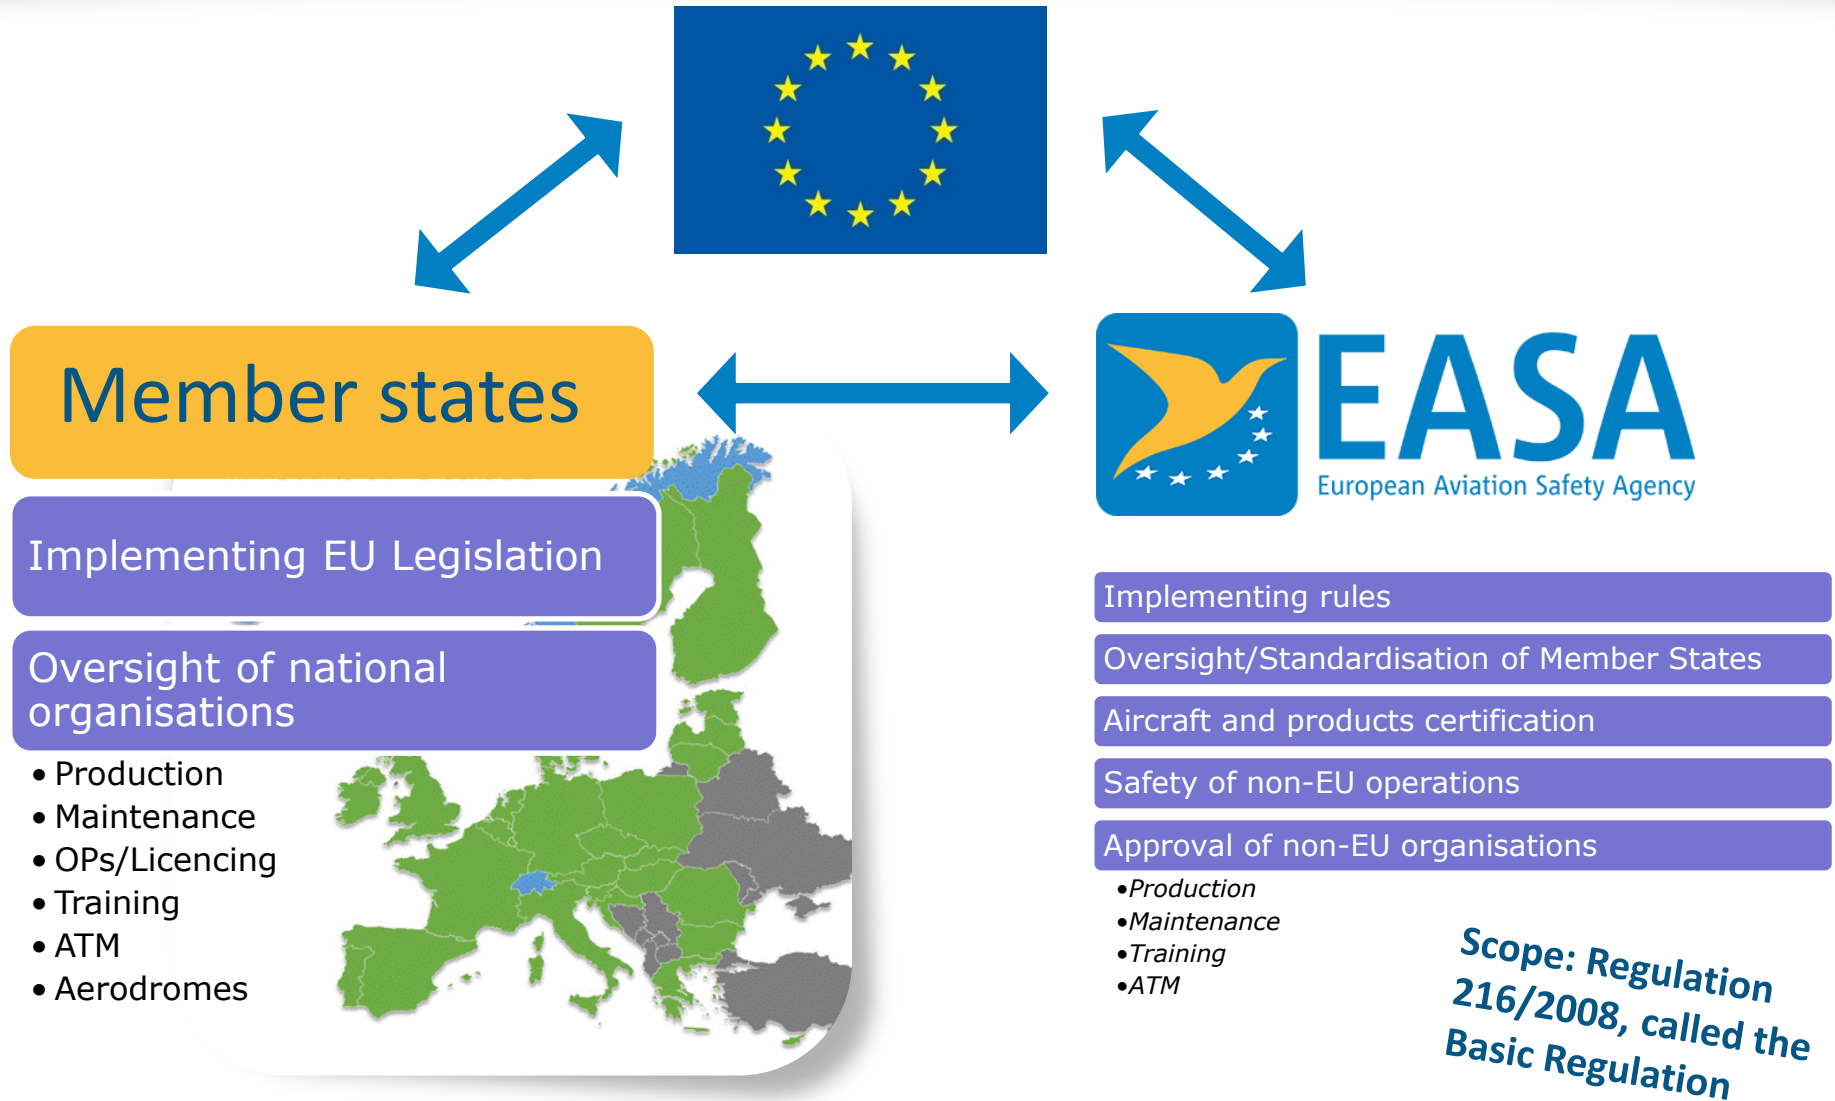 Member states
Implementing EU Legislation
Oversight of national
organisations
• Production
• Maintenance
• OPs/Licencing
• Training
• ATM
• Aerodromes
EASA
European Aviation Safety Agency
Implementing rules
Oversight/Standardisation of Member States
Aircraft and products certification
Safety of non-EU operations
Approval of non-EU organisations
•Production
•Maintenance
•Training
•ATM
Scope: Regulation
216/2008, called the
Basic Regulation